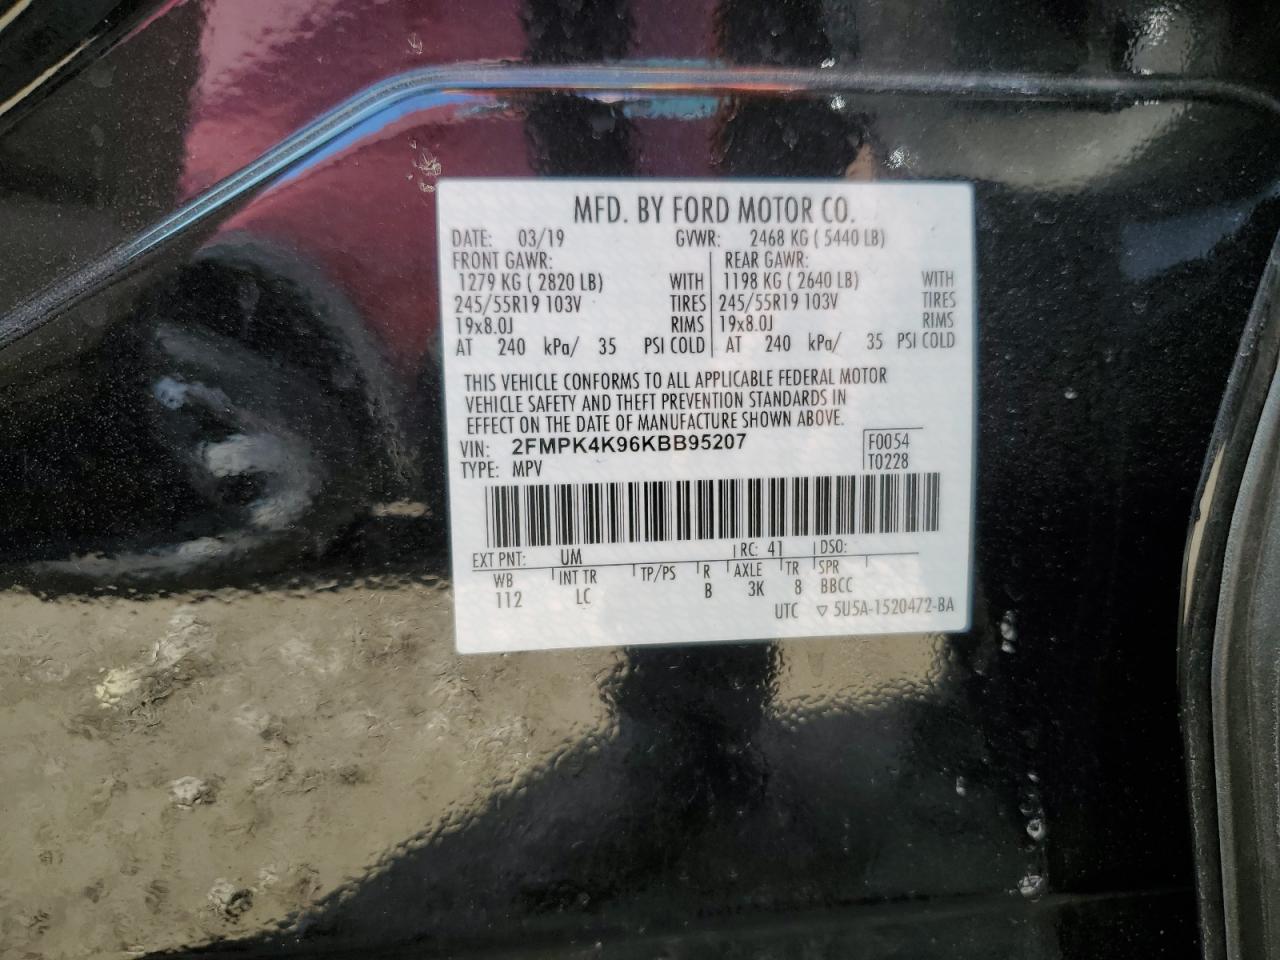 MFD. BY FORD MOTOR CO.
DATE: 03/19 GVWR: 2468 KG ( 5440 LB)
FRONT GAWR: REAR GAWR:
1279 KG ( 2820 LB) WITH 1198 KG ( 2640 LB) WITH
245/55R19 103V TIRES 245/55R19 103V TIRES
19x8.0J RIMS 19x8.0J RIMS
AT 240 kPa/ 35 PSI COLD AT 240 kPa/ 35 PSI COLD
THIS VEHICLE CONFORMS TO ALL APPLICABLE FEDERAL MOTOR
VEHICLE SAFETY AND THEFT PREVENTION STANDARDS IN
EFFECT ON THE DATE OF MANUFACTURE SHOWN ABOVE.
VIN: 2FMPK4K96KBB95207 F0054
TYPE: MPV T0228
EXT PNT: UM RC: 41 DSO:
WB INT TR TP/PS R AXLE TR SPR
112 LC B 3K 8 BBCC
UTC ▽ 5U5A-1520472-BA